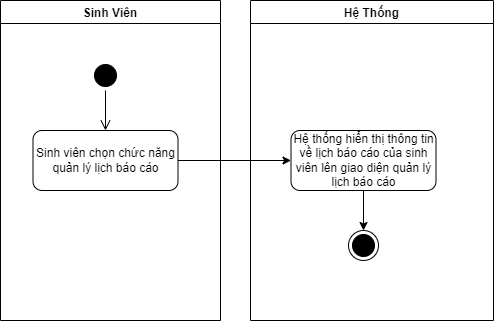 Sinh Viên
Hệ Thống
Sinh viên chọn chức năng
quản lý lịch báo cáo
Hệ thống hiển thị thông tin
về lịch báo cáo của sinh
viên lên giao diện quản lý
lịch báo cáo